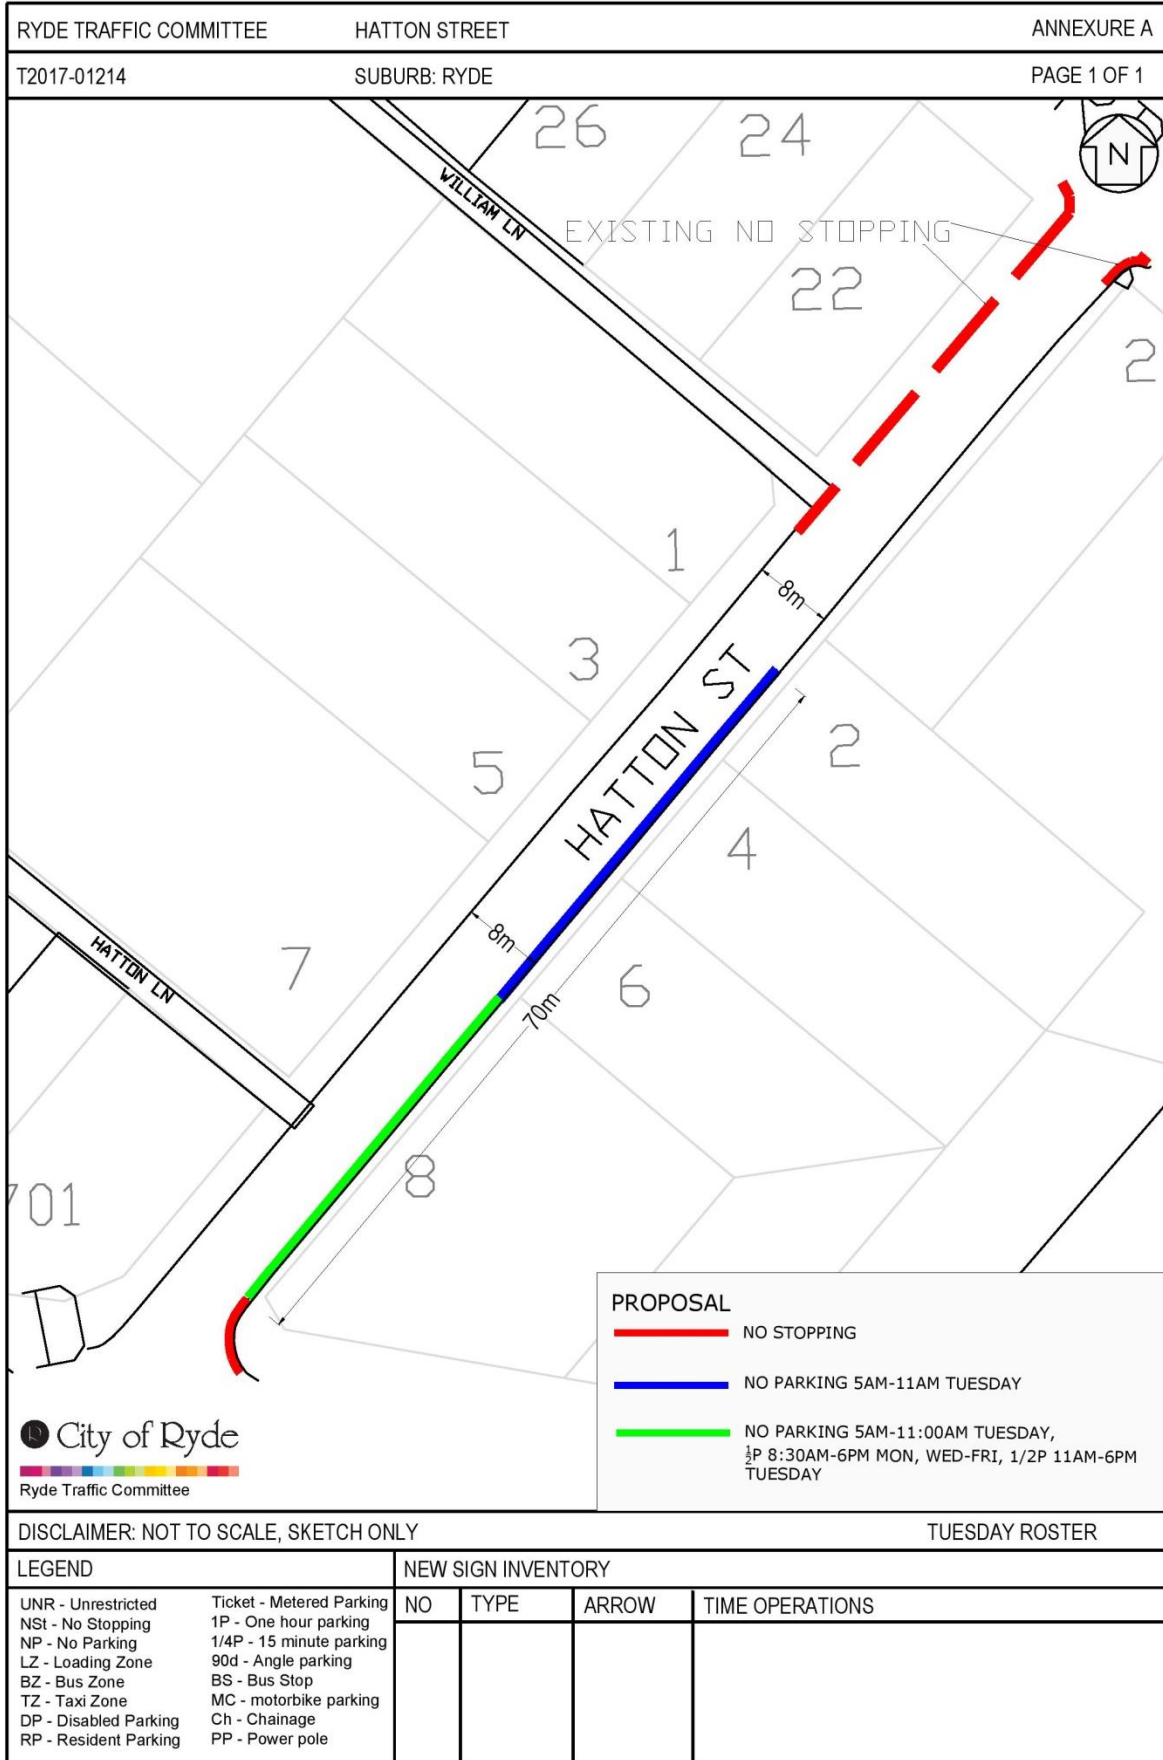 RYDE TRAFFIC COMMITTEE HATTON STREET ANNEXURE A
T2017-01214 SUBURB: RYDE PAGE 1 OF 1
26
24
N
WILLIAM LN
EXISTING NO STOPPING
22
2
1
8m
3
HATTON ST
2
5
4
8m
HATTON LN
7
6
70m
8
701
PROPOSAL
NO STOPPING
NO PARKING 5AM-11AM TUESDAY
NO PARKING 5AM-11:00AM TUESDAY,
½P 8:30AM-6PM MON, WED-FRI, 1/2P 11AM-6PM
TUESDAY
City of Ryde
Ryde Traffic Committee
DISCLAIMER: NOT TO SCALE, SKETCH ONLY TUESDAY ROSTER
LEGEND NEW SIGN INVENTORY
NO TYPE ARROW TIME OPERATIONS
UNR - Unrestricted Ticket - Metered Parking
NSt - No Stopping 1P - One hour parking
NP - No Parking 1/4P - 15 minute parking
LZ - Loading Zone 90d - Angle parking
BZ - Bus Zone BS - Bus Stop
TZ - Taxi Zone MC - motorbike parking
DP - Disabled Parking Ch - Chainage
RP - Resident Parking PP - Power pole